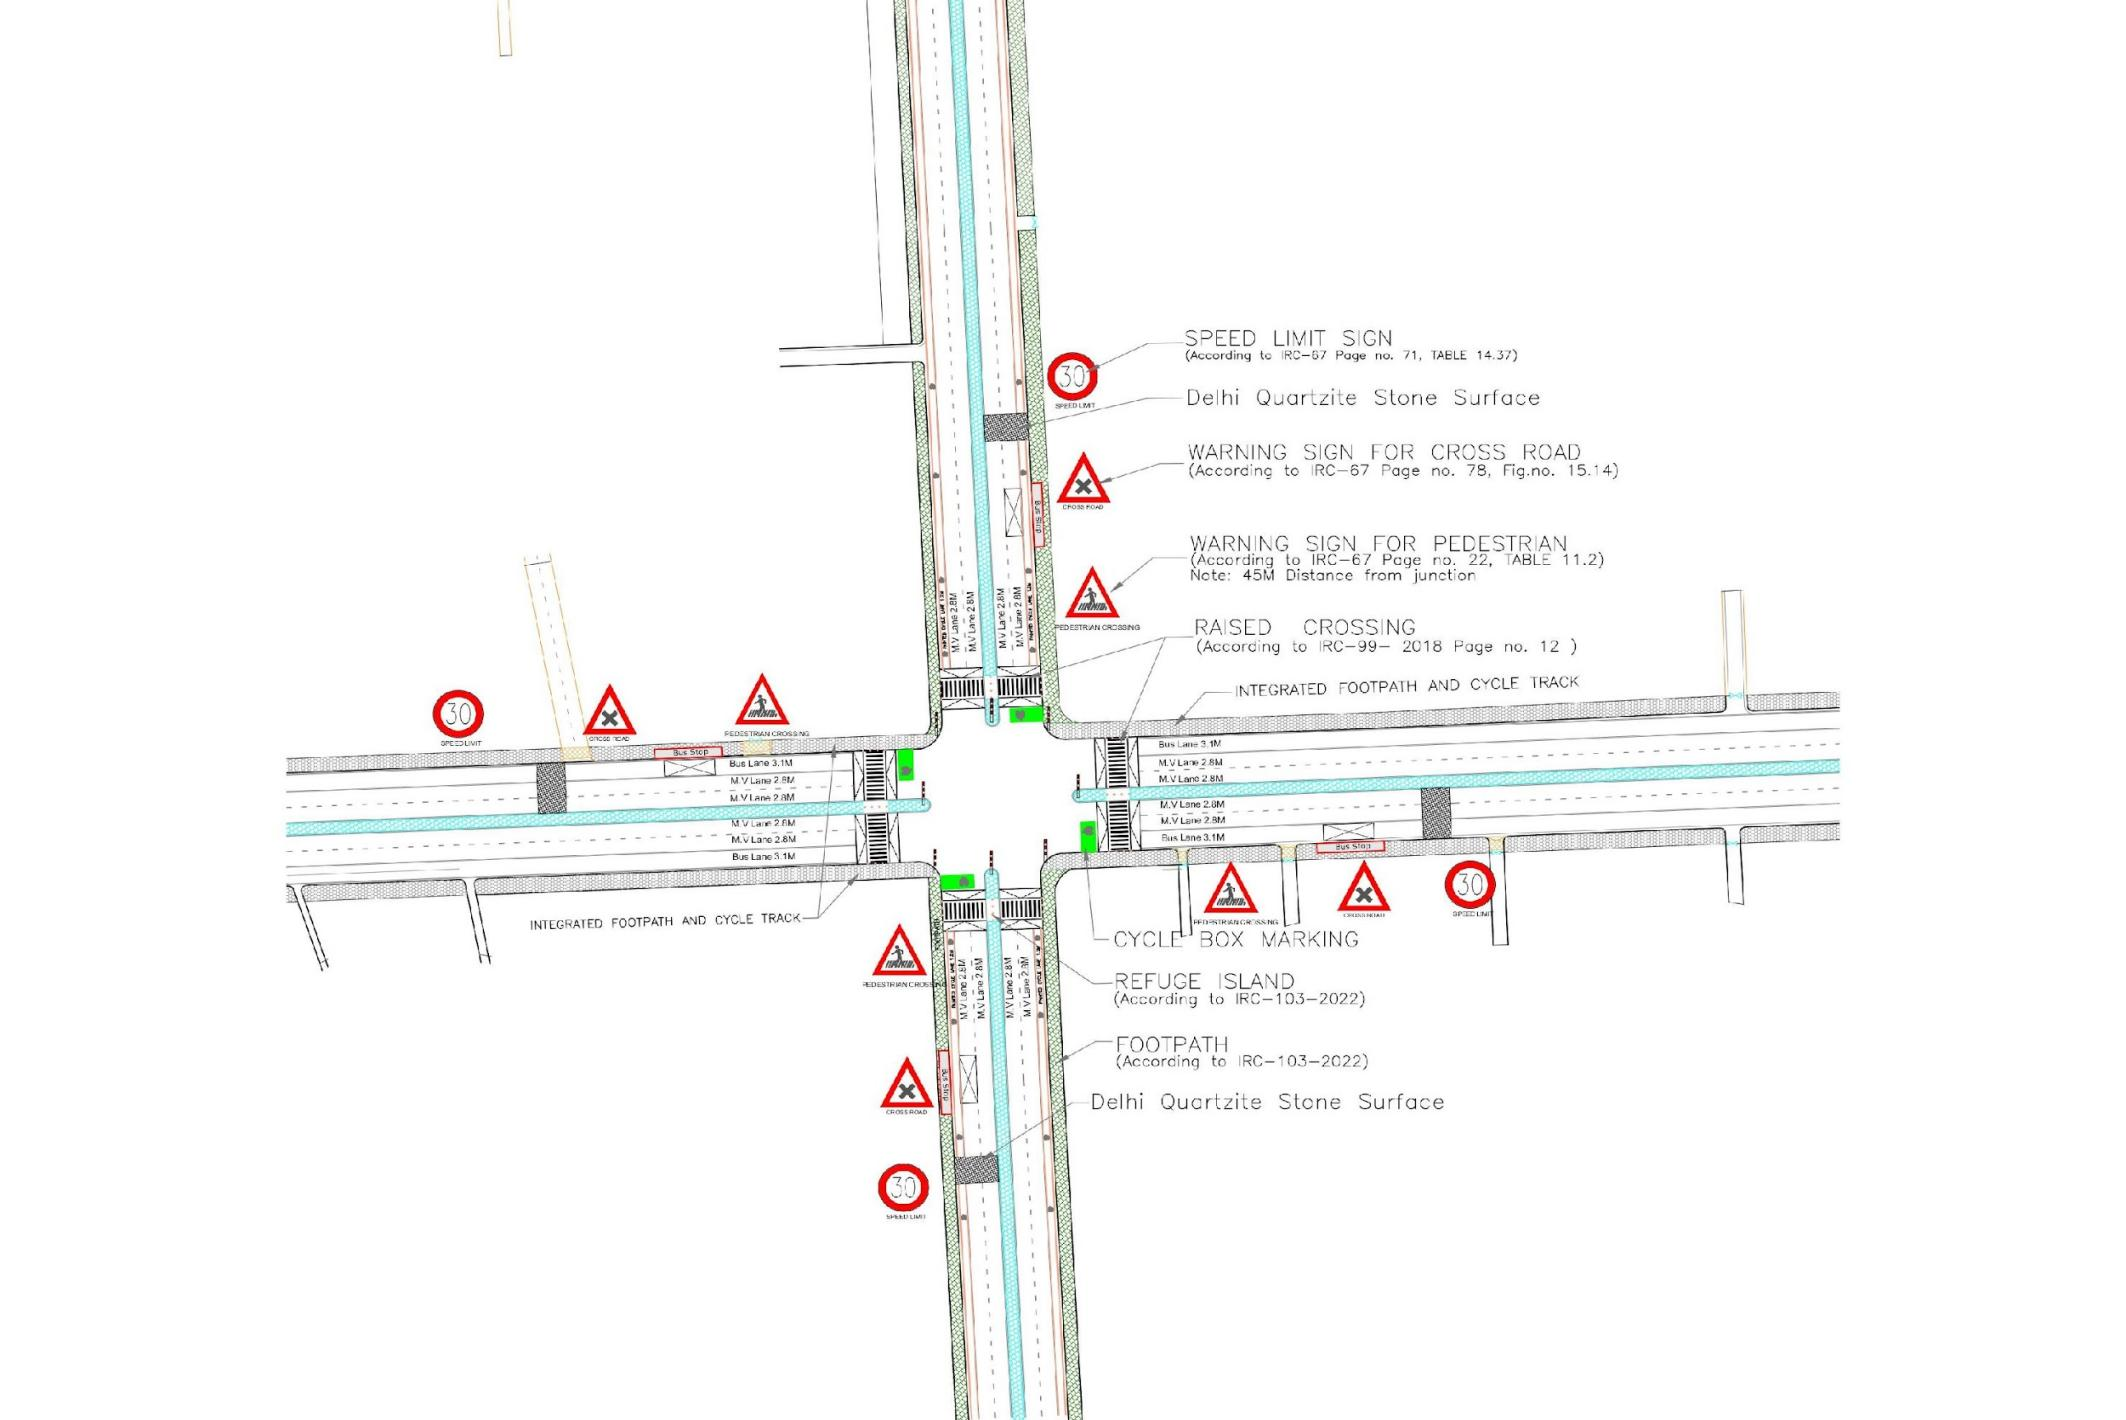 SPEED LIMIT SIGN
(According to IRC-67 Page no. 71, TABLE 14.37)
30
SPEED LIMIT
Delhi Quartzite Stone Surface
WARNING SIGN FOR CROSS ROAD
(According to IRC-67 Page no. 78, Fig.no. 15.14)
CROSS ROAD
Bus Stop
WARNING SIGN FOR PEDESTRIAN
(According to IRC-67 Page no. 22, TABLE 11.2)
Note: 45M Distance from junction
PEDESTRIAN CROSSING
M.V Lane 2.8M
M.V Lane 2.8M
M.V Lane 2.8M
M.V Lane 2.8M
RAISED CROSSING
(According to IRC-99- 2018 Page no. 12 )
INTEGRATED FOOTPATH AND CYCLE TRACK
30
SPEED LIMIT
CROSS ROAD
PEDESTRIAN CROSSING
Bus Stop
Bus Lane 3.1M
M.V Lane 2.8M
M.V Lane 2.8M
M.V Lane 2.8M
M.V Lane 2.8M
Bus Lane 3.1M
Bus Lane 3.1M
M.V Lane 2.8M
M.V Lane 2.8M
M.V Lane 2.8M
M.V Lane 2.8M
Bus Lane 3.1M
Bus Stop
PEDESTRIAN CROSSING
CROSS ROAD
30
SPEED LIMIT
INTEGRATED FOOTPATH AND CYCLE TRACK
CYCLE BOX MARKING
PEDESTRIAN CROSSING
M.V Lane 2.8M
M.V Lane 2.8M
M.V Lane 2.8M
M.V Lane 2.8M
REFUGE ISLAND
(According to IRC-103-2022)
FOOTPATH
(According to IRC-103-2022)
Bus Stop
CROSS ROAD
Delhi Quartzite Stone Surface
30
SPEED LIMIT